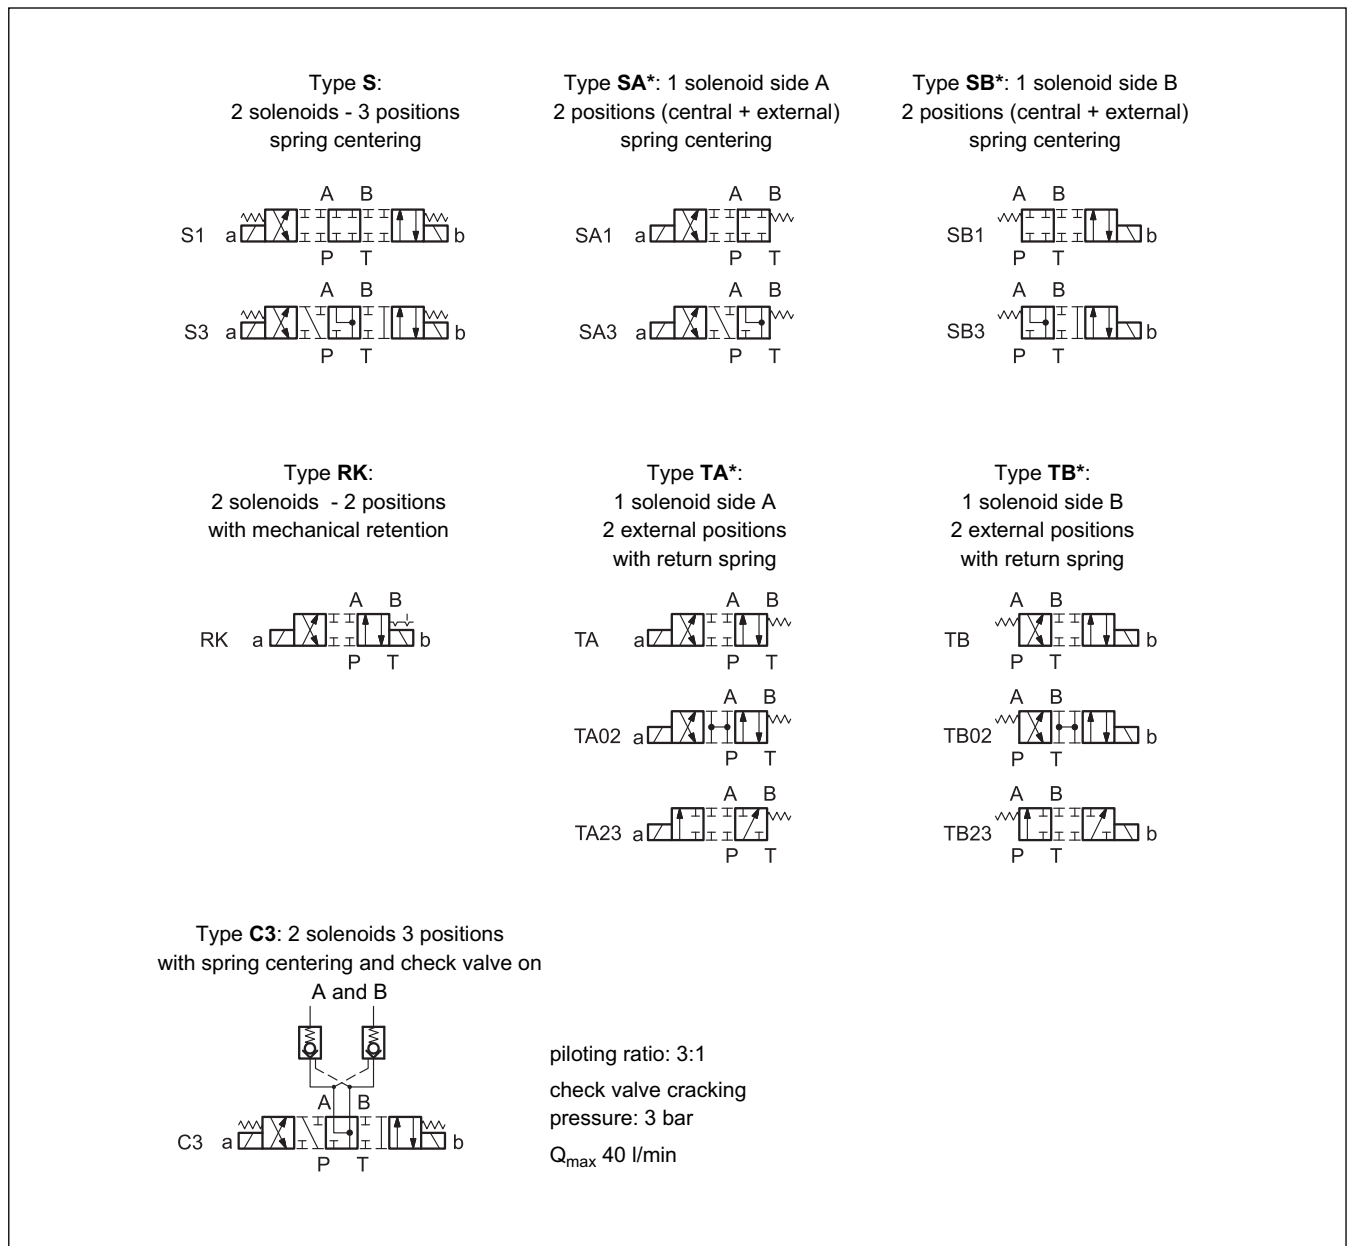 Type S:
2 solenoids - 3 positions
spring centering
A B
S1 a b
P T
A B
S3 a b
P T
Type SA*: 1 solenoid side A
2 positions (central + external)
spring centering
A B
SA1 a
P T
A B
SA3 a
P T
Type SB*: 1 solenoid side B
2 positions (central + external)
spring centering
A B
SB1 b
P T
A B
SB3 b
P T
Type RK:
2 solenoids - 2 positions
with mechanical retention
A B
RK a b
P T
Type TA*:
1 solenoid side A
2 external positions
with return spring
A B
TA a
P T
A B
TA02 a
P T
A B
TA23 a
P T
Type TB*:
1 solenoid side B
2 external positions
with return spring
A B
TB b
P T
A B
TB02 b
P T
A B
TB23 b
P T
Type C3: 2 solenoids 3 positions
with spring centering and check valve on
A and B
A B
C3 a b
P T
piloting ratio: 3:1
check valve cracking
pressure: 3 bar
Qmax 40 l/min